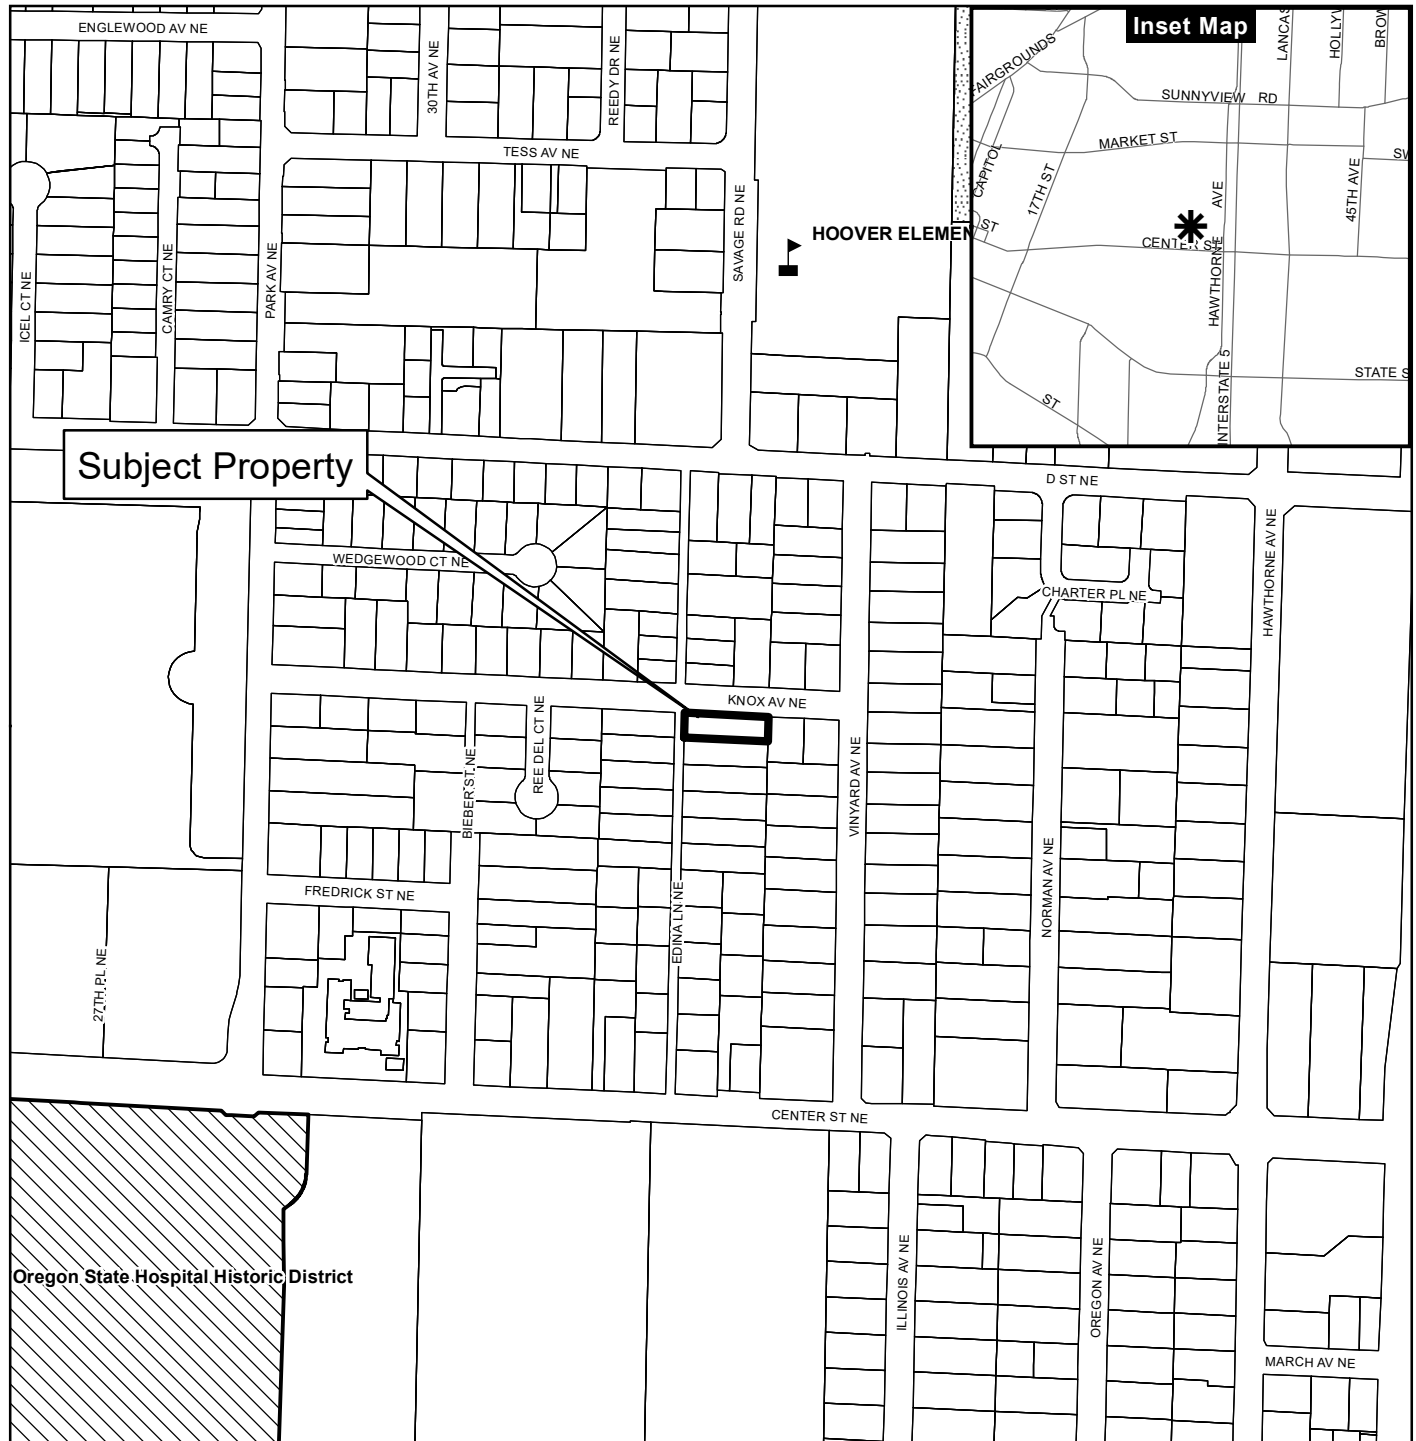 ENGLEWOOD AV NE
30TH AV NE
REEDY DR NE
TESS AV NE
SAVAGE RD NE
HOOVER ELEMEN
ICEL CT NE
CAMRY CT NE
PARK AV NE
Inset Map
FAIRGROUNDS
LANCAS
HOLLYW
BROW
SUNNYVIEW RD
MARKET ST
SW
CAPITOL
17TH ST
45TH AVE
HAWTHORNE AVE
ST
CENTER ST
INTERSTATE 5
STATE S
ST
Subject Property
D ST NE
WEDGEWOOD CT NE
CHARTER PL NE
HAWTHORNE AV NE
KNOX AV NE
REE DEL CT NE
BIEBER ST NE
VINYARD AV NE
NORMAN AV NE
FREDRICK ST NE
EDINA LN NE
27TH PL NE
CENTER ST NE
Oregon State Hospital Historic District
ILLINOIS AV NE
OREGON AV NE
MARCH AV NE